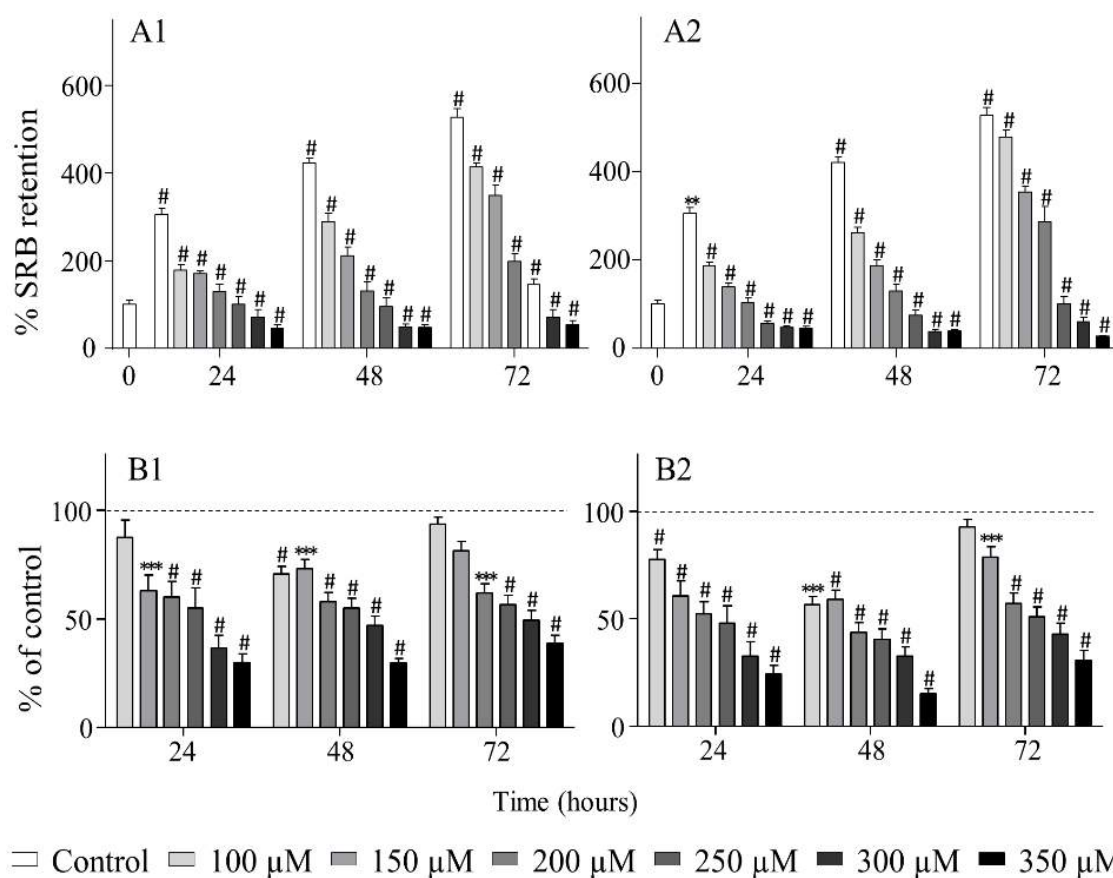 A1
A2
% SRB retention
600
400
200
0
# # # # # # #
# # # # # # #
# # # # # # #
0 24 48 72
600
400
200
0
** # # # # # #
# # # # # # #
# # # # # # #
0 24 48 72
B1
B2
% of control
100
50
0
*** # # # #
# *** # # # #
*** # # #
24 48 72
100
50
0
# # # # # #
*** # # # # #
*** # # # #
24 48 72
Time (hours)
Control 100 µM 150 µM 200 µM 250 µM 300 µM 350 µM